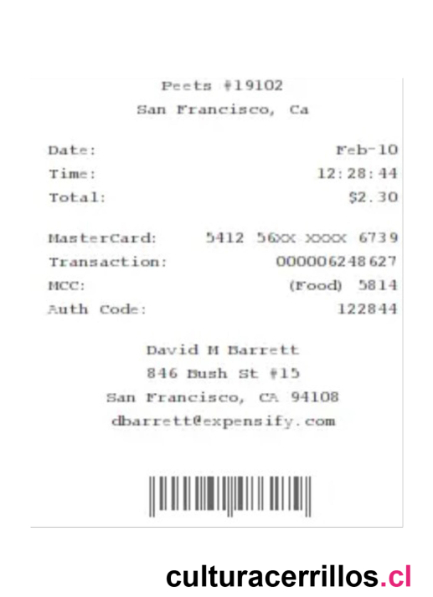 Peets #19102
San Francisco, Ca
Date: Feb-10
Time: 12:28:44
Total: $2.30
MasterCard: 5412 56XX XXXX 6739
Transaction: 000006248627
MCC: (Food) 5814
Auth Code: 122844
David M Barrett
846 Bush St #15
San Francisco, CA 94108
dbarrett@expensify.com
culturacerrillos.cl